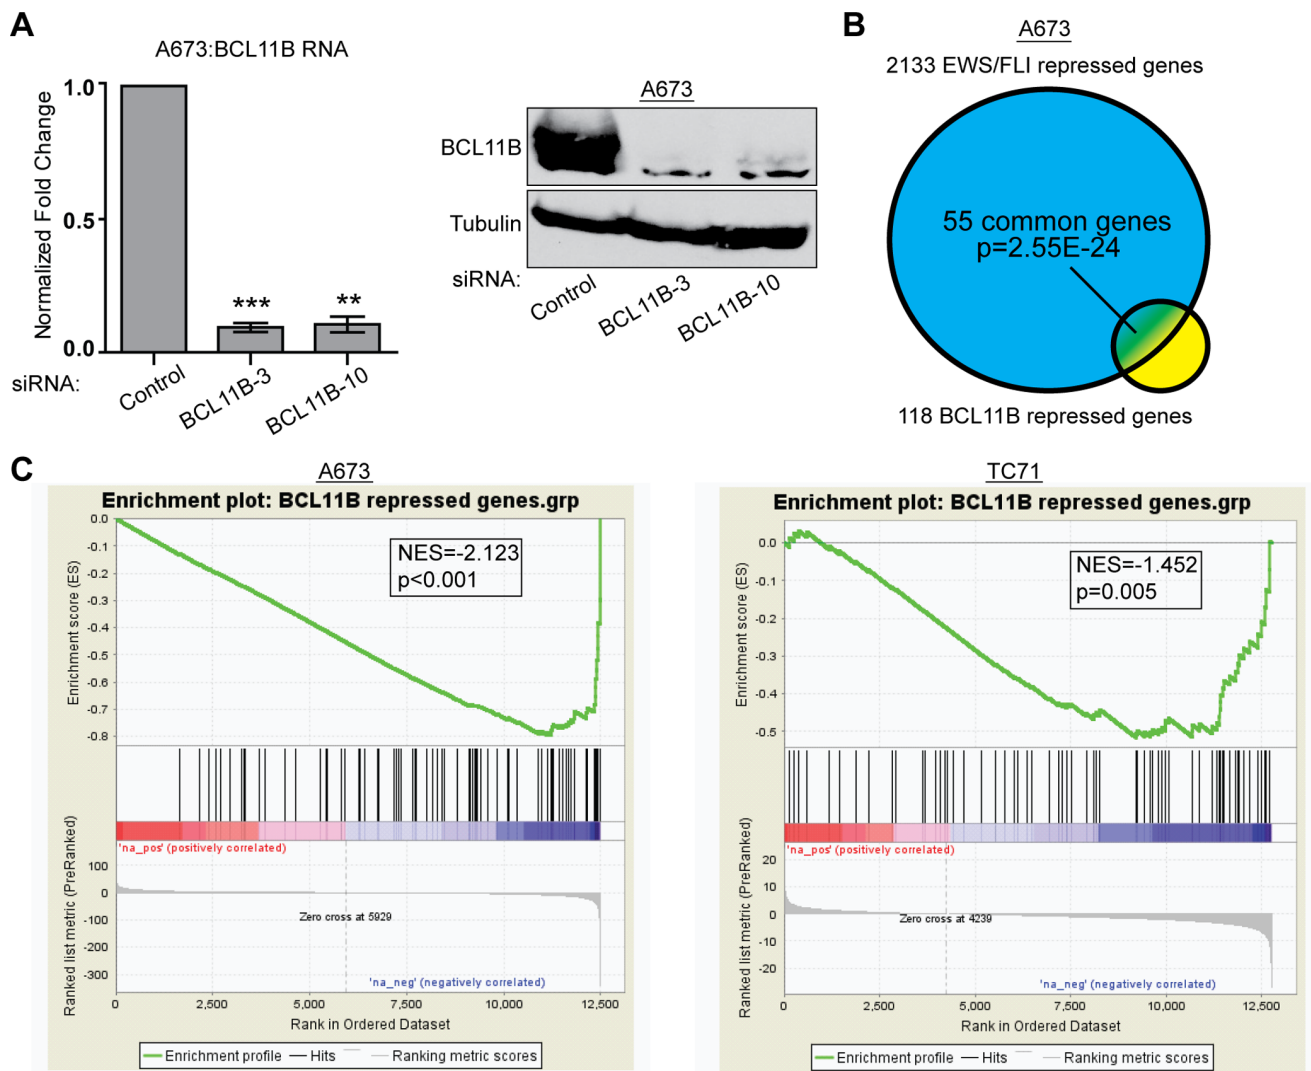 A
A673:BCL11B RNA
Normalized Fold Change
1.0
0.5
0.0
***
**
siRNA:
Control
BCL11B-3
BCL11B-10
A673
BCL11B
Tubulin
siRNA:
Control
BCL11B-3
BCL11B-10
B
A673
2133 EWS/FLI repressed genes
55 common genes
p=2.55E-24
118 BCL11B repressed genes
C
A673
Enrichment plot: BCL11B repressed genes.grp
Enrichment score (ES)
0.0
-0.1
-0.2
-0.3
-0.4
-0.5
-0.6
-0.7
-0.8
NES=-2.123
p<0.001
'na_pos' (positively correlated)
Ranked list metric (PreRanked)
100
0
-100
-200
-300
Zero cross at 5929
'na_neg' (negatively correlated)
0
2,500
5,000
7,500
10,000
12,500
Rank in Ordered Dataset
Enrichment profile
Hits
Ranking metric scores
TC71
Enrichment plot: BCL11B repressed genes.grp
Enrichment score (ES)
0.0
-0.1
-0.2
-0.3
-0.4
-0.5
NES=-1.452
p=0.005
'na_pos' (positively correlated)
Ranked list metric (PreRanked)
20
10
0
-10
-20
Zero cross at 4239
'na_neg' (negatively correlated)
0
2,500
5,000
7,500
10,000
12,500
Rank in Ordered Dataset
Enrichment profile
Hits
Ranking metric scores